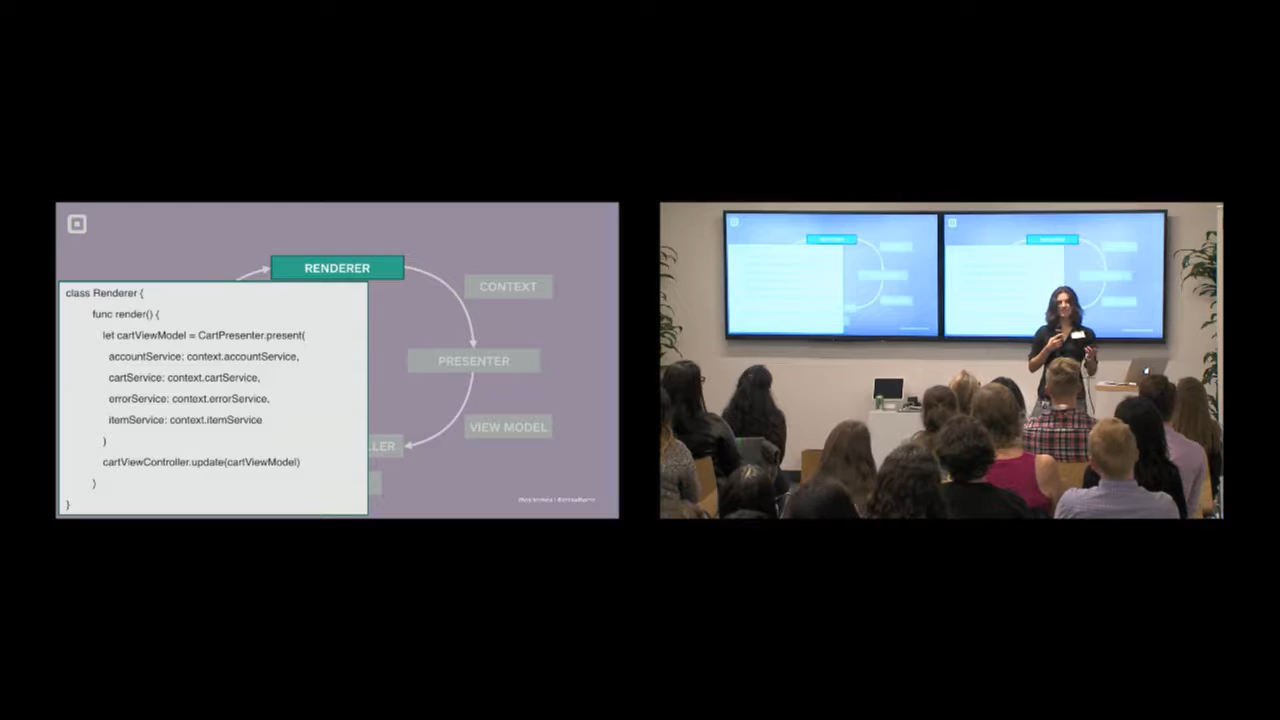 RENDERER
CONTEXT
PRESENTER
VIEW MODEL
LLER
class Renderer {
func render() {
let cartViewModel = CartPresenter.present(
accountService: context.accountService,
cartService: context.cartService,
errorService: context.errorService,
itemService: context.itemService
)
cartViewController.update(cartViewModel)
}
}